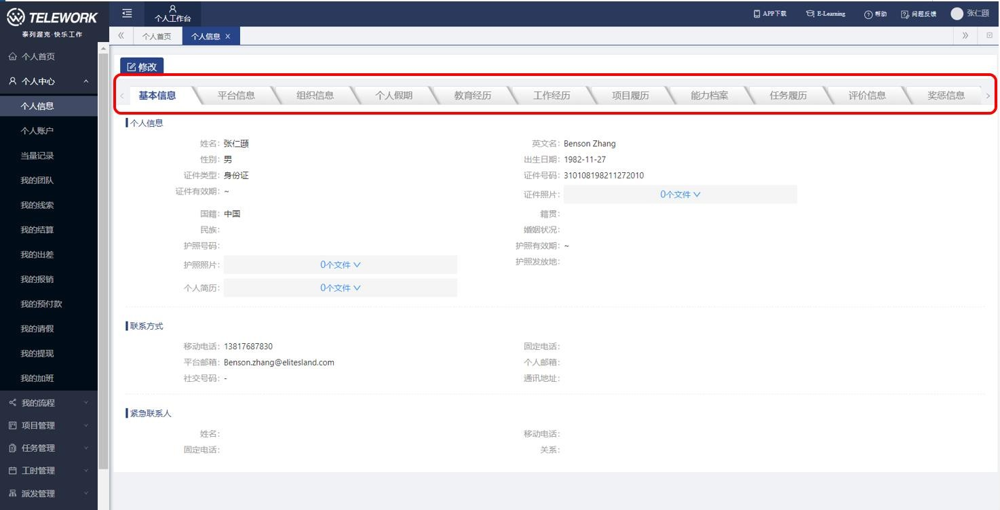 TELEWORK
泰列渥克·快乐工作
个人工作台
APP下载
E-Learning
帮助
问题反馈
张仁頲
个人首页
个人信息
个人首页
个人中心
个人信息
个人账户
当量记录
我的团队
我的线索
我的结算
我的出差
我的报销
我的预付款
我的请假
我的提现
我的加班
我的流程
项目管理
任务管理
工时管理
派发管理
修改
基本信息 平台信息 组织信息 个人假期 教育经历 工作经历 项目履历 能力档案 任务履历 评价信息 奖惩信息
个人信息
姓名: 张仁頲 英文名: Benson Zhang
性别: 男 出生日期: 1982-11-27
证件类型: 身份证 证件号码: 310108198211272010
证件有效期: ~ 证件照片: 0个文件
国籍: 中国 籍贯:
民族: 婚姻状况:
护照号码: 护照有效期: ~
护照照片: 0个文件 护照发放地:
个人简历: 0个文件
联系方式
移动电话: 13817687830 固定电话:
平台邮箱: Benson.zhang@elitesland.com 个人邮箱:
社交号码: - 通讯地址:
紧急联系人
姓名: 移动电话:
固定电话: 关系: